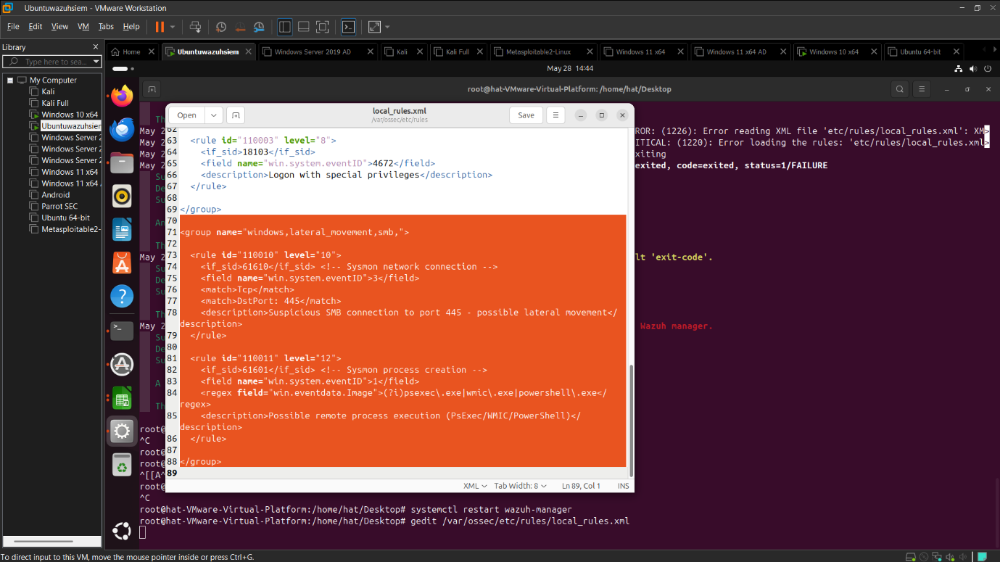 Ubuntuwazuhsiem - VMware Workstation
File Edit View VM Tabs Help
Library
Type here to sea...
Home Ubuntuwazuhsiem Windows Server 2019 AD Kali Kali Full Metasploitable2-Linux Windows 11 x64 Windows 11 x64 AD Windows 10 x64 Ubuntu 64-bit
My Computer
Kali
Kali Full
Windows 10 x64
Ubuntuwazuhsiem
Windows Server 2
Windows Server 2
Windows Server 2
Windows 11 x64
Windows 11 x64
Android
Parrot SEC
Ubuntu 64-bit
Metasploitable2-
May 28 14:44
root@hat-VMware-Virtual-Platform: /home/hat/Desktop
Open
local_rules.xml
/var/ossec/etc/rules
Save
62
63 <rule id="110003" level="8">
64 <if_sid>18103</if_sid>
65 <field name="win.system.eventID">4672</field>
66 <description>Logon with special privileges</description>
67 </rule>
68
69 </group>
70
71 <group name="windows,lateral_movement,smb,">
72
73 <rule id="110010" level="10">
74 <if_sid>61610</if_sid> <!-- Sysmon network connection -->
75 <field name="win.system.eventID">3</field>
76 <match>Tcp</match>
77 <match>DstPort: 445</match>
78 <description>Suspicious SMB connection to port 445 - possible lateral movement</
description>
79 </rule>
80
81 <rule id="110011" level="12">
82 <if_sid>61601</if_sid> <!-- Sysmon process creation -->
83 <field name="win.system.eventID">1</field>
84 <regex field="win.eventdata.Image">(?i)psexec\.exe|wmic\.exe|powershell\.exe</
regex>
85 <description>Possible remote process execution (PsExec/WMIC/PowerShell)</
description>
86 </rule>
87
88 </group>
89
XML Tab Width: 8 Ln 89, Col 1 INS
Th
May 2 ROR: (1226): Error reading XML file 'etc/rules/local_rules.xml': XM>
May 2 ITICAL: (1220): Error loading the rules: 'etc/rules/local_rules.xml>
May 2 xiting
May 2 exited, code=exited, status=1/FAILURE
Su
De
Su
An
Th
May 2 lt 'exit-code'.
Su
De
Su
Th
May 2 Wazuh manager.
Su
De
Su
A
Th
root@
^C
root@
root@
^[[A^
root@
^C
root@hat-VMware-Virtual-Platform:/home/hat/Desktop# systemctl restart wazuh-manager
root@hat-VMware-Virtual-Platform:/home/hat/Desktop# gedit /var/ossec/etc/rules/local_rules.xml
To direct input to this VM, move the mouse pointer inside or press Ctrl+G.